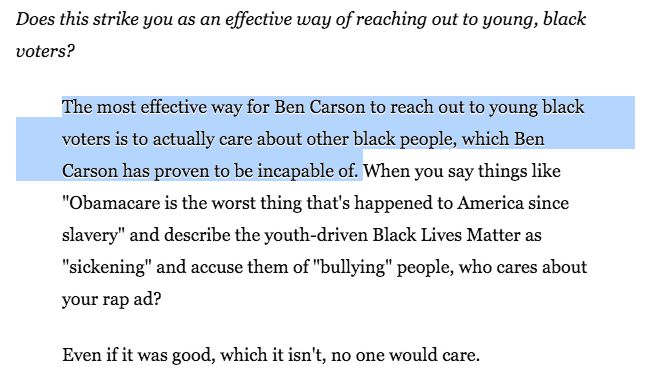 Does this strike you as an effective way of reaching out to young, black
voters?
The most effective way for Ben Carson to reach out to young black
voters is to actually care about other black people, which Ben
Carson has proven to be incapable of. When you say things like
"Obamacare is the worst thing that's happened to America since
slavery" and describe the youth-driven Black Lives Matter as
"sickening" and accuse them of "bullying" people, who cares about
your rap ad?
Even if it was good, which it isn't, no one would care.